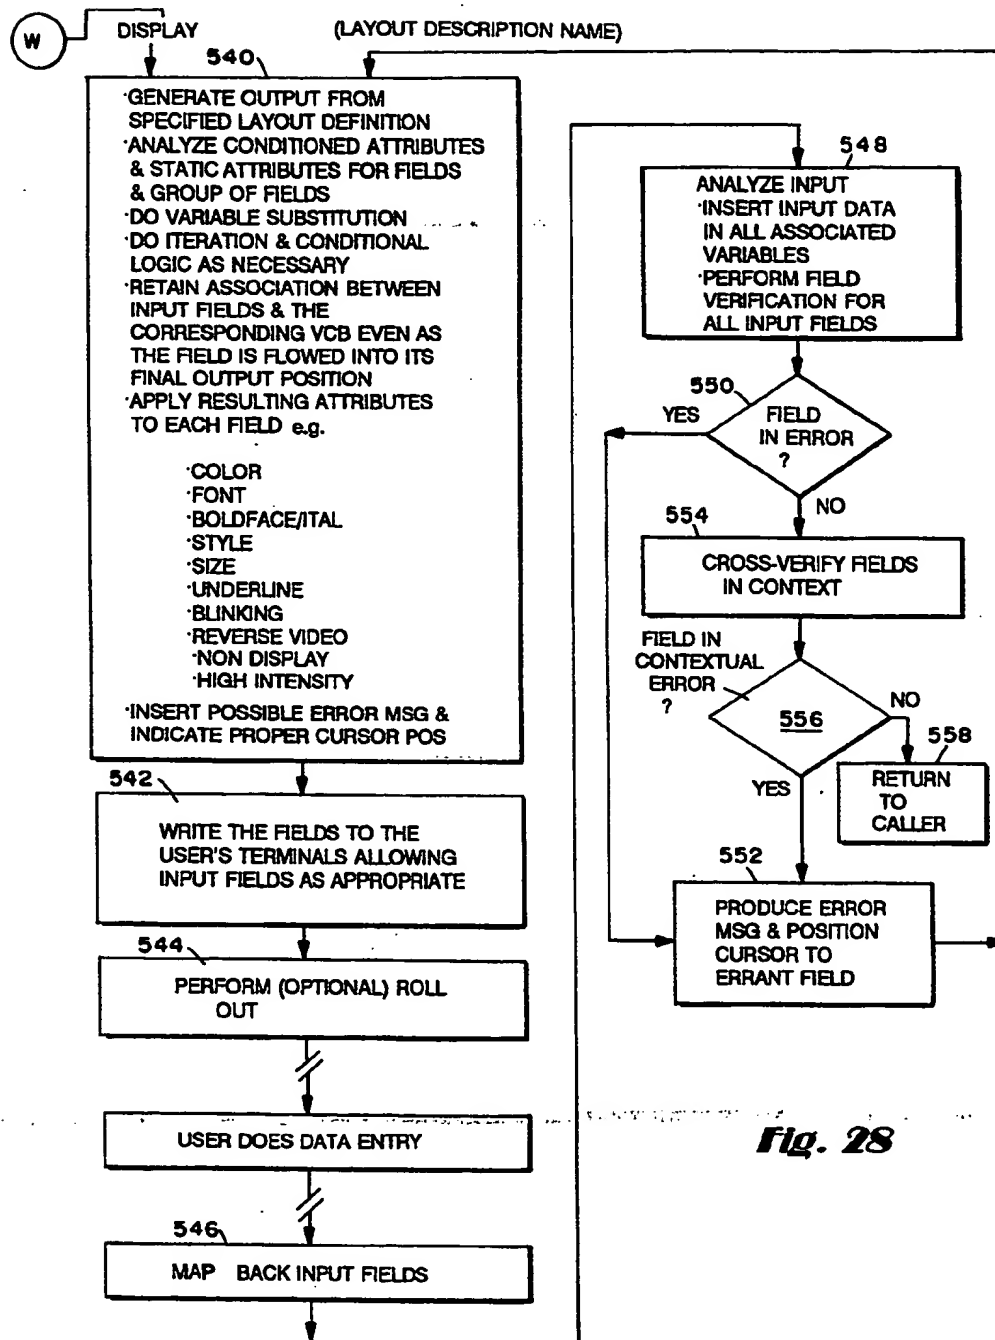 W
DISPLAY
(LAYOUT DESCRIPTION NAME)
540
·GENERATE OUTPUT FROM
SPECIFIED LAYOUT DEFINITION
·ANALYZE CONDITIONED ATTRIBUTES
& STATIC ATTRIBUTES FOR FIELDS
& GROUP OF FIELDS
·DO VARIABLE SUBSTITUTION
·DO ITERATION & CONDITIONAL
LOGIC AS NECESSARY
·RETAIN ASSOCIATION BETWEEN
INPUT FIELDS & THE
CORRESPONDING VCB EVEN AS
THE FIELD IS FLOWED INTO ITS
FINAL OUTPUT POSITION
·APPLY RESULTING ATTRIBUTES
TO EACH FIELD e.g.
·COLOR
·FONT
·BOLDFACE/ITAL
·STYLE
·SIZE
·UNDERLINE
·BLINKING
·REVERSE VIDEO
·NON DISPLAY
·HIGH INTENSITY
·INSERT POSSIBLE ERROR MSG &
INDICATE PROPER CURSOR POS
542
WRITE THE FIELDS TO THE
USER'S TERMINALS ALLOWING
INPUT FIELDS AS APPROPRIATE
544
PERFORM (OPTIONAL) ROLL
OUT
USER DOES DATA ENTRY
546
MAP BACK INPUT FIELDS
548
ANALYZE INPUT
·INSERT INPUT DATA
IN ALL ASSOCIATED
VARIABLES
·PERFORM FIELD
VERIFICATION FOR
ALL INPUT FIELDS
550
YES
FIELD
IN ERROR
?
NO
554
CROSS-VERIFY FIELDS
IN CONTEXT
FIELD IN
CONTEXTUAL
ERROR
?
556
NO
558
YES
RETURN
TO
CALLER
552
PRODUCE ERROR
MSG & POSITION
CURSOR TO
ERRANT FIELD
Fig. 28